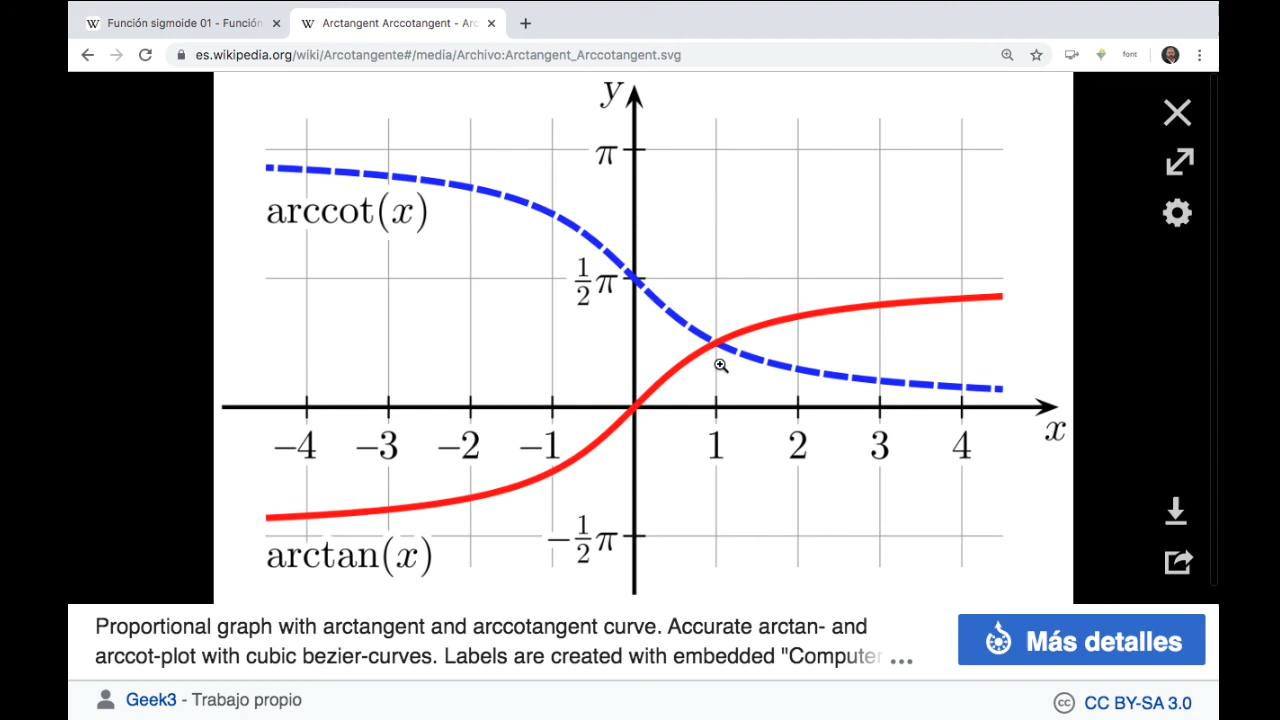 Función sigmoide 01 - Función
Arctangent Arccotangent - Arc
es.wikipedia.org/wiki/Arcotangente#/media/Archivo:Arctangent_Arccotangent.svg
font
y
π
arccot(x)
1/2 π
−4 −3 −2 −1 1 2 3 4
x
−1/2 π
arctan(x)
Proportional graph with arctangent and arccotangent curve. Accurate arctan- and
arccot-plot with cubic bezier-curves. Labels are created with embedded "Computer ...
Más detalles
Geek3 - Trabajo propio
cc CC BY-SA 3.0